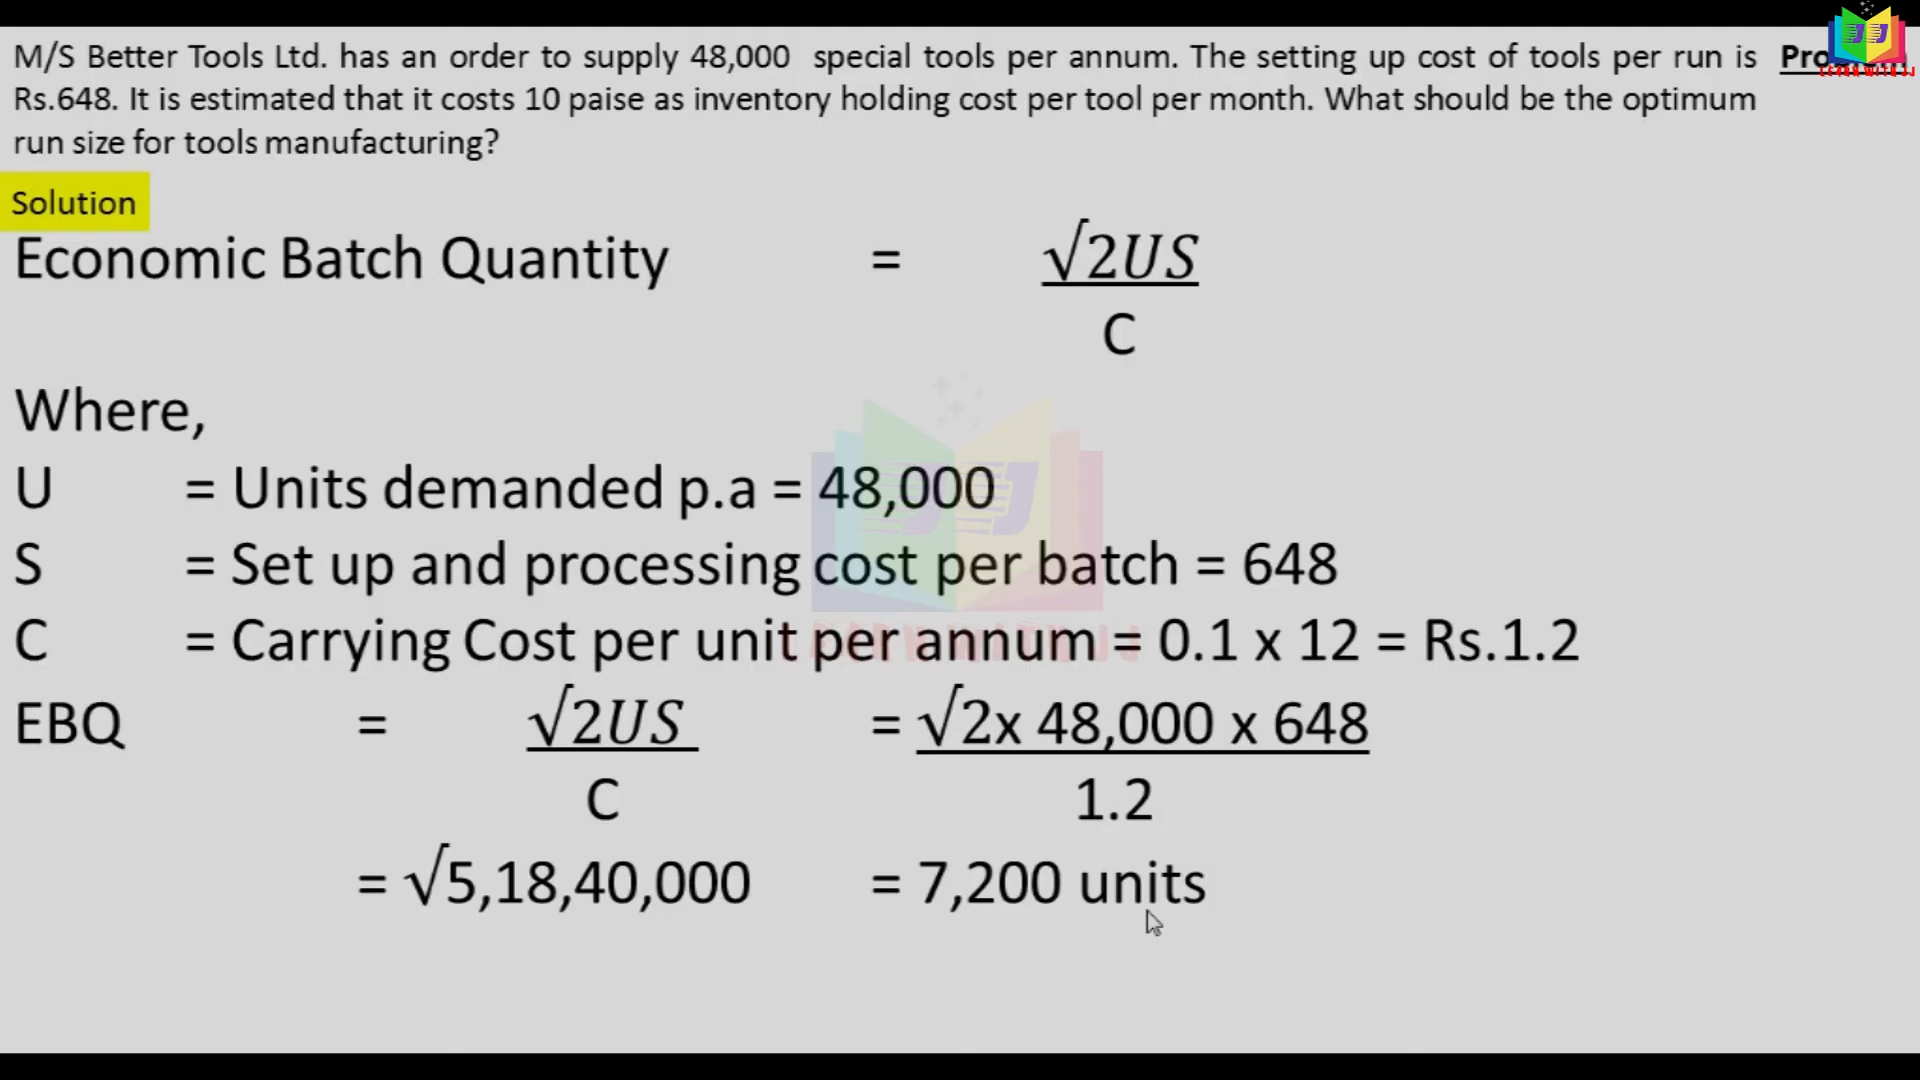 M/S Better Tools Ltd. has an order to supply 48,000 special tools per annum. The setting up cost of tools per run is
Rs.648. It is estimated that it costs 10 paise as inventory holding cost per tool per month. What should be the optimum
run size for tools manufacturing?
Solution
Economic Batch Quantity = √2US
C
Where,
U = Units demanded p.a = 48,000
S = Set up and processing cost per batch = 648
C = Carrying Cost per unit per annum = 0.1 x 12 = Rs.1.2
EBQ = √2US = √2x 48,000 x 648
C 1.2
= √5,18,40,000 = 7,200 units
LEARN WITH JJ